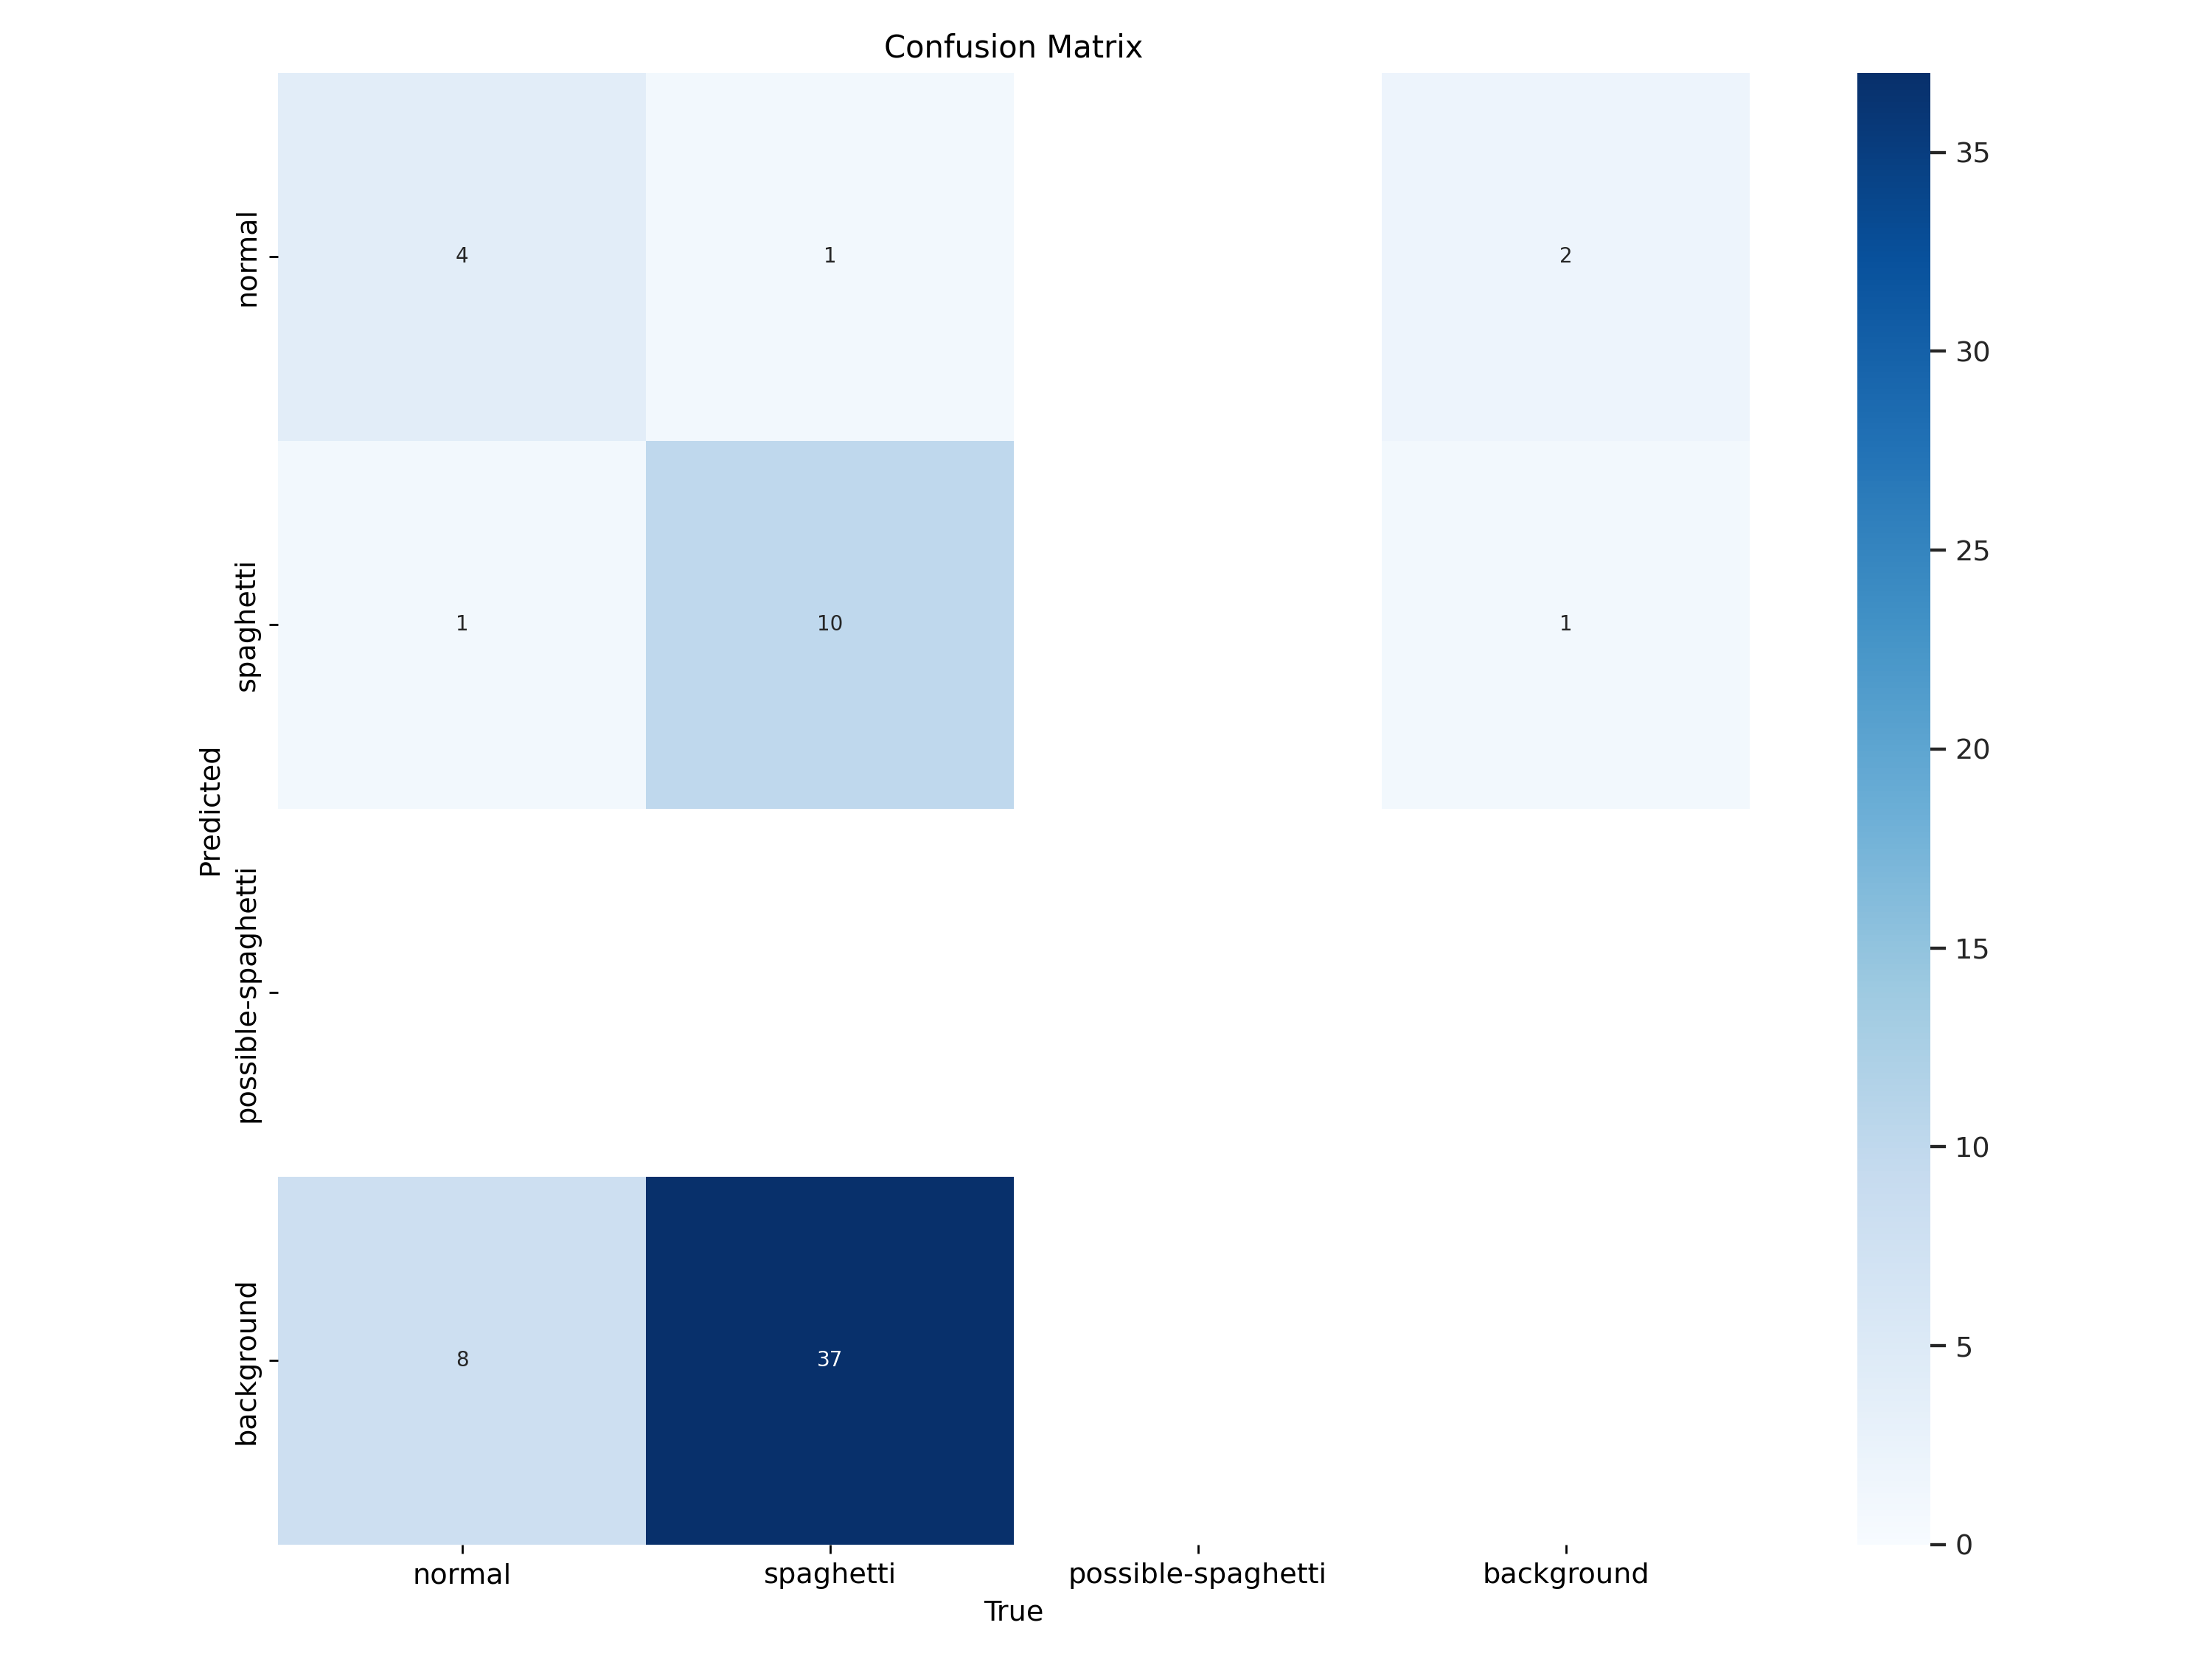 Confusion Matrix
normal
4
1
2
spaghetti
1
10
1
possible-spaghetti
background
8
37
Predicted
normal
spaghetti
possible-spaghetti
background
True
35
30
25
20
15
10
5
0